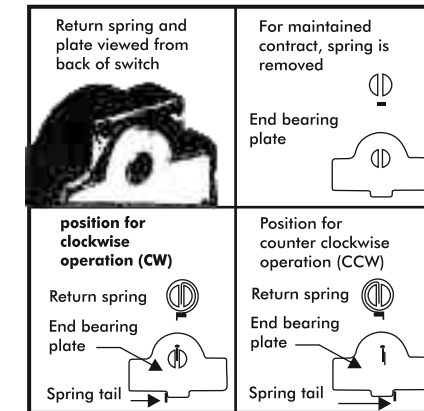 Return spring and
plate viewed from
back of switch
For maintained
contract, spring is
removed
End bearing
plate
position for
clockwise
operation (CW)
Return spring
End bearing
plate
Spring tail
Position for
counter clockwise
operation (CCW)
Return spring
End bearing
plate
Spring tail